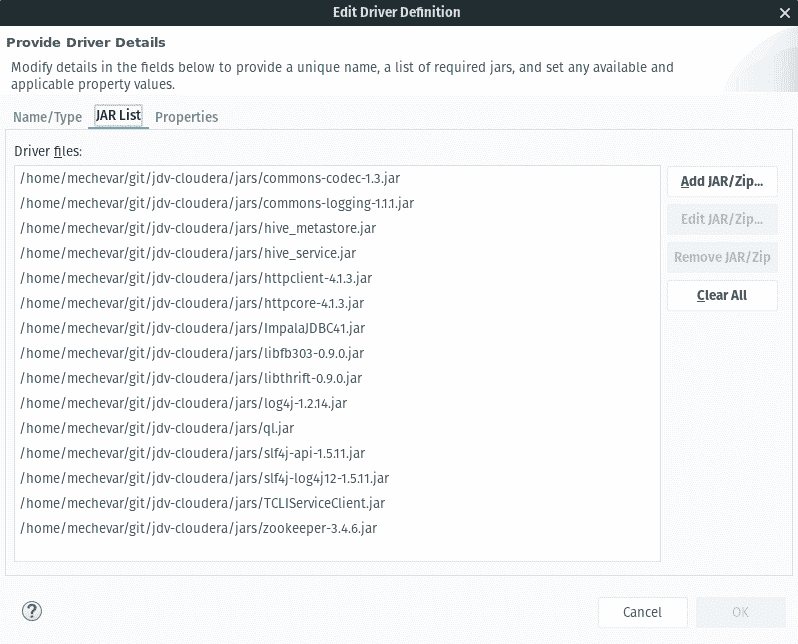 Edit Driver Definition
Provide Driver Details
Modify details in the fields below to provide a unique name, a list of required jars, and set any available and
applicable property values.
Name/Type JAR List Properties
Driver files:
/home/mechevar/git/jdv-cloudera/jars/commons-codec-1.3.jar
/home/mechevar/git/jdv-cloudera/jars/commons-logging-1.1.1.jar
/home/mechevar/git/jdv-cloudera/jars/hive_metastore.jar
/home/mechevar/git/jdv-cloudera/jars/hive_service.jar
/home/mechevar/git/jdv-cloudera/jars/httpclient-4.1.3.jar
/home/mechevar/git/jdv-cloudera/jars/httpcore-4.1.3.jar
/home/mechevar/git/jdv-cloudera/jars/ImpalaJDBC41.jar
/home/mechevar/git/jdv-cloudera/jars/libfb303-0.9.0.jar
/home/mechevar/git/jdv-cloudera/jars/libthrift-0.9.0.jar
/home/mechevar/git/jdv-cloudera/jars/log4j-1.2.14.jar
/home/mechevar/git/jdv-cloudera/jars/ql.jar
/home/mechevar/git/jdv-cloudera/jars/slf4j-api-1.5.11.jar
/home/mechevar/git/jdv-cloudera/jars/slf4j-log4j12-1.5.11.jar
/home/mechevar/git/jdv-cloudera/jars/TCLIServiceClient.jar
/home/mechevar/git/jdv-cloudera/jars/zookeeper-3.4.6.jar
Add JAR/Zip...
Edit JAR/Zip...
Remove JAR/Zip
Clear All
?
Cancel OK